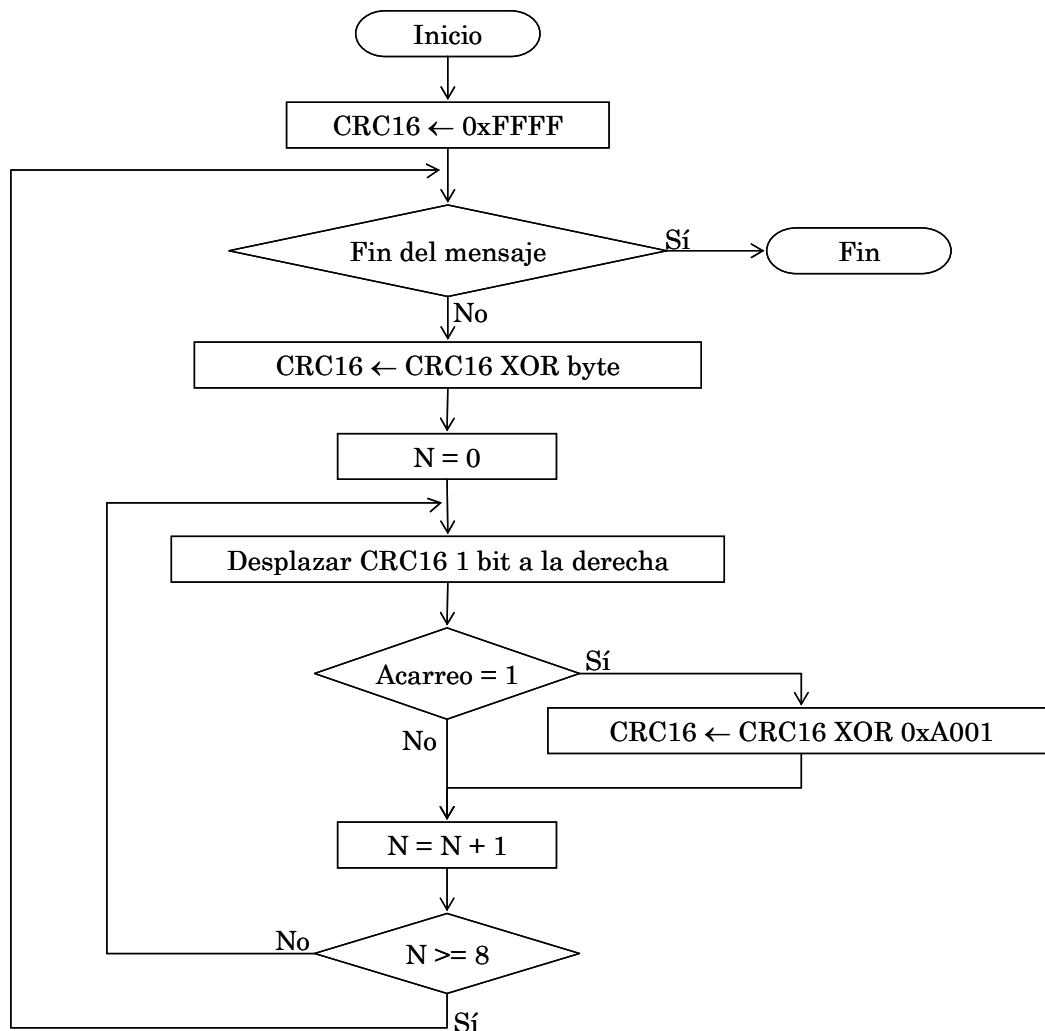 Inicio
CRC16 ← 0xFFFF
Fin del mensaje
Sí
Fin
No
CRC16 ← CRC16 XOR byte
N = 0
Desplazar CRC16 1 bit a la derecha
Acarreo = 1
Sí
CRC16 ← CRC16 XOR 0xA001
No
N = N + 1
No
N >= 8
Sí